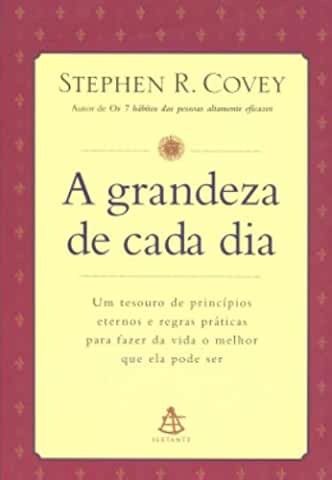 STEPHEN R. COVEY
Autor de Os 7 hábitos das pessoas altamente eficazes
A grandeza
de cada dia
Um tesouro de princípios
eternos e regras práticas
para fazer da vida o melhor
que ela pode ser
SEXTANTE